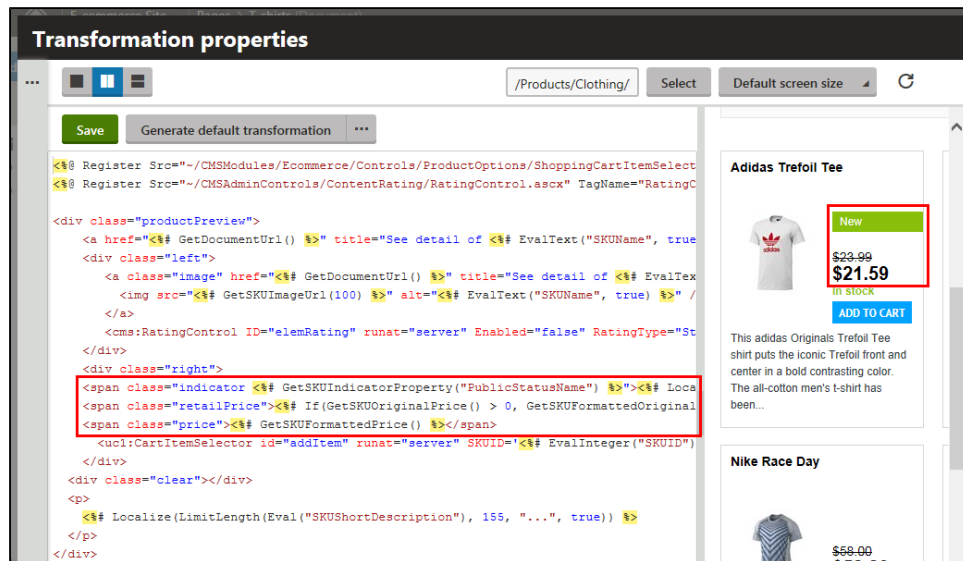 E-commerce Site Pages > T-shirts (Document)
Transformation properties
...
/Products/Clothing/ Select Default screen size
Save Generate default transformation ...
<%@ Register Src="~/CMSModules/Ecommerce/Controls/ProductOptions/ShoppingCartItemSelect
<%@ Register Src="~/CMSAdminControls/ContentRating/RatingControl.ascx" TagName="RatingC
<div class="productPreview">
<a href="<%# GetDocumentUrl() %>" title="See detail of <%# EvalText("SKUName", true
<div class="left">
<a class="image" href="<%# GetDocumentUrl() %>" title="See detail of <%# EvalTex
<img src="<%# GetSKUImageUrl(100) %>" alt="<%# EvalText("SKUName", true) %>" /
</a>
<cms:RatingControl ID="elemRating" runat="server" Enabled="false" RatingType="St
</div>
<div class="right">
<span class="indicator <%# GetSKUIndicatorProperty("PublicStatusName") %>"><%# Loca
<span class="retailPrice"><%# If(GetSKUOriginalPrice() > 0, GetSKUFormattedOriginal
<span class="price"><%# GetSKUFormattedPrice() %></span>
<uc1:CartItemSelector id="addItem" runat="server" SKUID='<%# EvalInteger("SKUID")
</div>
<div class="clear"></div>
<p>
<%# Localize(LimitLength(Eval("SKUShortDescription"), 155, "...", true)) %>
</p>
</div>
Adidas Trefoil Tee
adidas
New
$23.99
$21.59
In stock
ADD TO CART
This adidas Originals Trefoil Tee
shirt puts the iconic Trefoil front and
center in a bold contrasting color.
The all-cotton men's t-shirt has
been...
Nike Race Day
$58.00